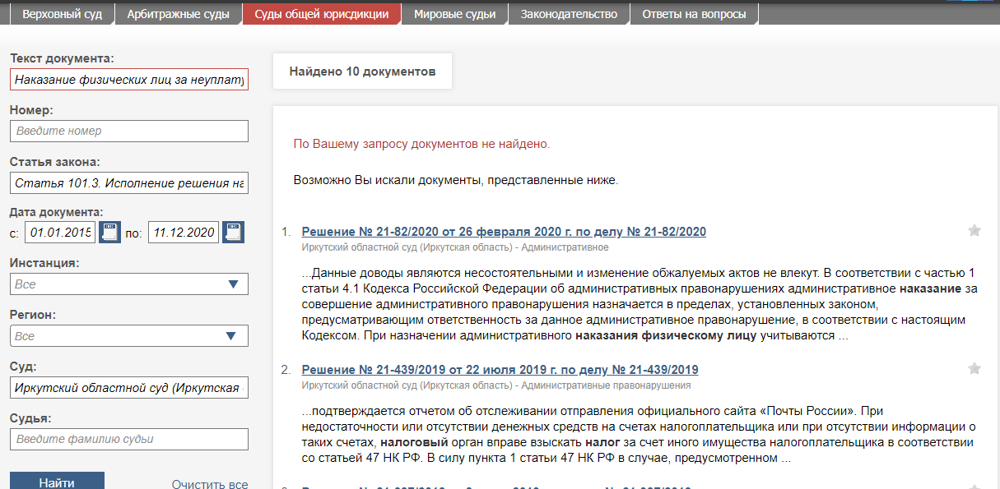 Верховный суд
Арбитражные суды
Суды общей юрисдикции
Мировые судьи
Законодательство
Ответы на вопросы
Текст документа:
Наказание физических лиц за неуплату
Номер:
Введите номер
Статья закона:
Статья 101.3. Исполнение решения на
Дата документа:
с: 01.01.2015 по: 11.12.2020
Инстанция:
Все
Регион:
Все
Суд:
Иркутский областной суд (Иркутская
Судья:
Введите фамилию судьи
Найти
Очистить все
Найдено 10 документов
По Вашему запросу документов не найдено.
Возможно Вы искали документы, представленные ниже.
1. Решение № 21-82/2020 от 26 февраля 2020 г. по делу № 21-82/2020
Иркутский областной суд (Иркутская область) - Административное
...Данные доводы являются несостоятельными и изменение обжалуемых актов не влекут. В соответствии с частью 1
статьи 4.1 Кодекса Российской Федерации об административных правонарушениях административное наказание за
совершение административного правонарушения назначается в пределах, установленных законом,
предусматривающим ответственность за данное административное правонарушение, в соответствии с настоящим
Кодексом. При назначении административного наказания физическому лицу учитываются ...
2. Решение № 21-439/2019 от 22 июля 2019 г. по делу № 21-439/2019
Иркутский областной суд (Иркутская область) - Административные правонарушения
...подтверждается отчетом об отслеживании отправления официального сайта «Почты России». При
недостаточности или отсутствии денежных средств на счетах налогоплательщика или при отсутствии информации о
таких счетах, налоговый орган вправе взыскать налог за счет иного имущества налогоплательщика в соответствии
со статьей 47 НК РФ. В силу пункта 1 статьи 47 НК РФ в случае, предусмотренном ...